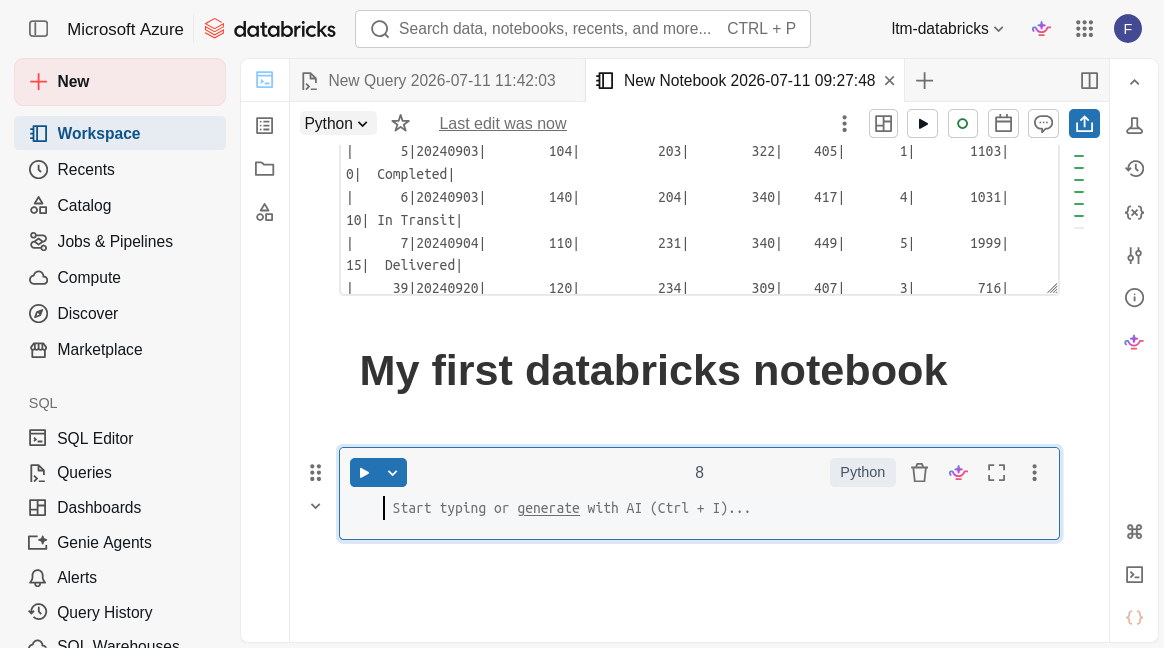 Microsoft Azure databricks Search data, notebooks, recents, and more... CTRL + P ltm-databricks F
New
Workspace
Recents
Catalog
Jobs & Pipelines
Compute
Discover
Marketplace
SQL
SQL Editor
Queries
Dashboards
Genie Agents
Alerts
Query History
SQL Warehouses
New Query 2026-07-11 11:42:03 New Notebook 2026-07-11 09:27:48
Python Last edit was now
| 5|20240903| 104| 203| 322| 405| 1| 1103|
0| Completed|
| 6|20240903| 140| 204| 340| 417| 4| 1031|
10| In Transit|
| 7|20240904| 110| 231| 340| 449| 5| 1999|
15| Delivered|
| 39|20240920| 120| 234| 309| 407| 3| 716|
My first databricks notebook
8 Python
Start typing or generate with AI (Ctrl + I)...